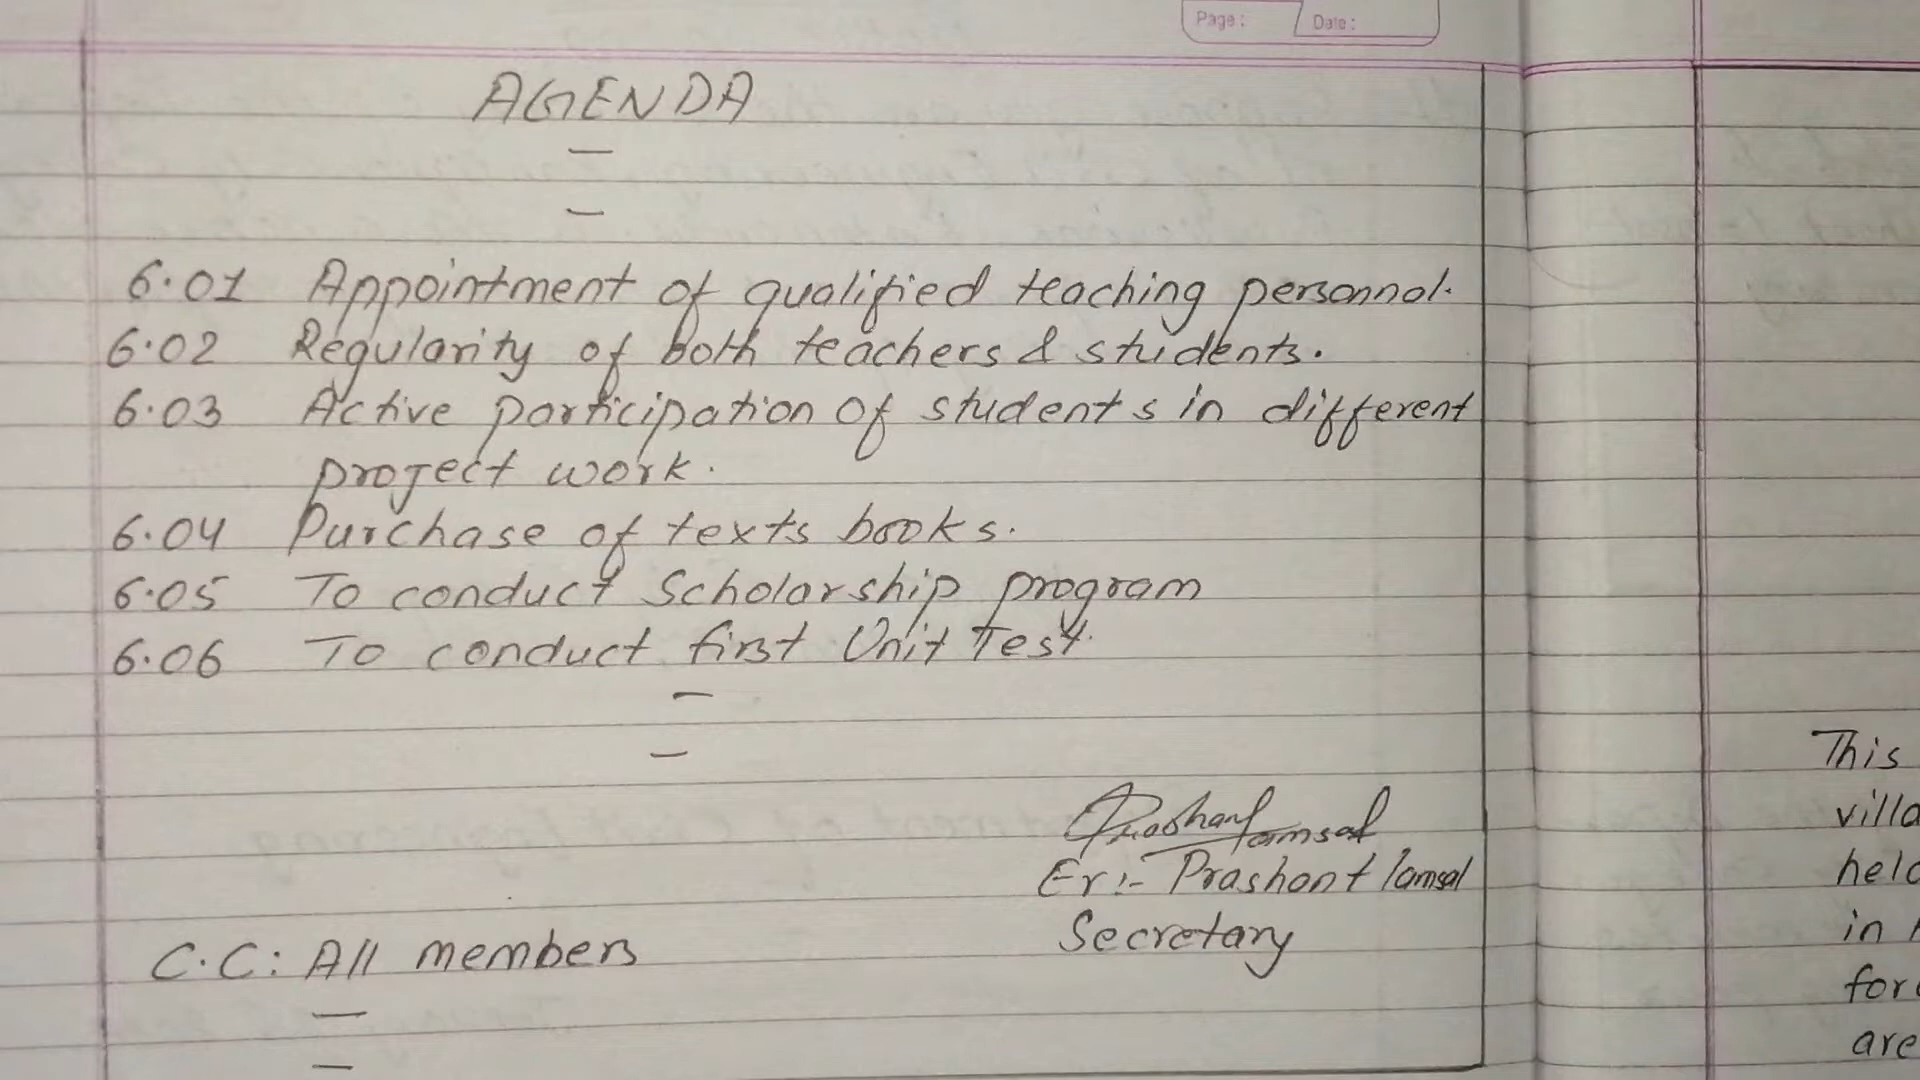 Page: Date:
AGENDA
6.01 Appointment of qualified teaching personnol.
6.02 Regularity of both teachers & students.
6.03 Active participation of students in different
project work.
6.04 Purchase of texts books.
6.05 To conduct Scholarship program
6.06 To conduct first Unit Test.
Prashant lamsal
Er:- Prashant lamsal
Secretary
C.C: All members
This
villa
held
in
for
are